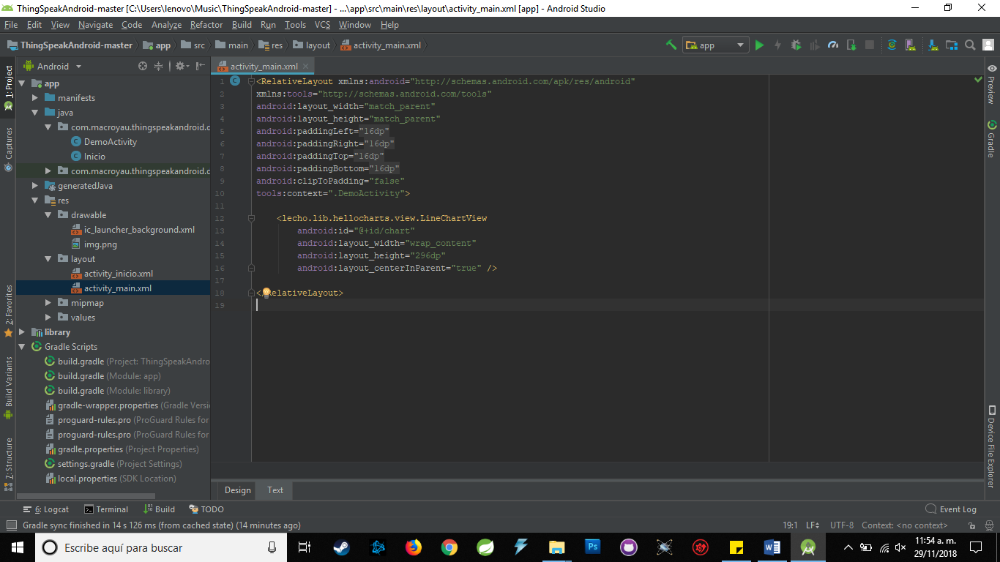 ThingSpeakAndroid-master [C:\Users\lenovo\Music\ThingSpeakAndroid-master] - ...\app\src\main\res\layout\activity_main.xml [app] - Android Studio
File Edit View Navigate Code Analyze Refactor Build Run Tools VCS Window Help
ThingSpeakAndroid-master app src main res layout activity_main.xml
app
1: Project
Captures
2: Favorites
Build Variants
7: Structure
Android
app
manifests
java
com.macroyau.thingspeakandroid.d
DemoActivity
Inicio
com.macroyau.thingspeakandroid.d
generatedJava
res
drawable
ic_launcher_background.xml
img.png
layout
activity_inicio.xml
activity_main.xml
mipmap
values
library
Gradle Scripts
build.gradle (Project: ThingSpeakAndro
build.gradle (Module: app)
build.gradle (Module: library)
gradle-wrapper.properties (Gradle Versi
proguard-rules.pro (ProGuard Rules for
proguard-rules.pro (ProGuard Rules for
gradle.properties (Project Properties)
settings.gradle (Project Settings)
local.properties (SDK Location)
activity_main.xml
1 <RelativeLayout xmlns:android="http://schemas.android.com/apk/res/android"
2 xmlns:tools="http://schemas.android.com/tools"
3 android:layout_width="match_parent"
4 android:layout_height="match_parent"
5 android:paddingLeft="16dp"
6 android:paddingRight="16dp"
7 android:paddingTop="16dp"
8 android:paddingBottom="16dp"
9 android:clipToPadding="false"
10 tools:context=".DemoActivity">
11
12 <lecho.lib.hellocharts.view.LineChartView
13 android:id="@+id/chart"
14 android:layout_width="wrap_content"
15 android:layout_height="296dp"
16 android:layout_centerInParent="true" />
17
18 </RelativeLayout>
19
Preview
Gradle
Device File Explorer
Design Text
6: Logcat Terminal Build TODO Event Log
Gradle sync finished in 14 s 126 ms (from cached state) (14 minutes ago) 19:1 LF UTF-8 Context: <no context>
Escribe aquí para buscar
11:54 a. m.
29/11/2018